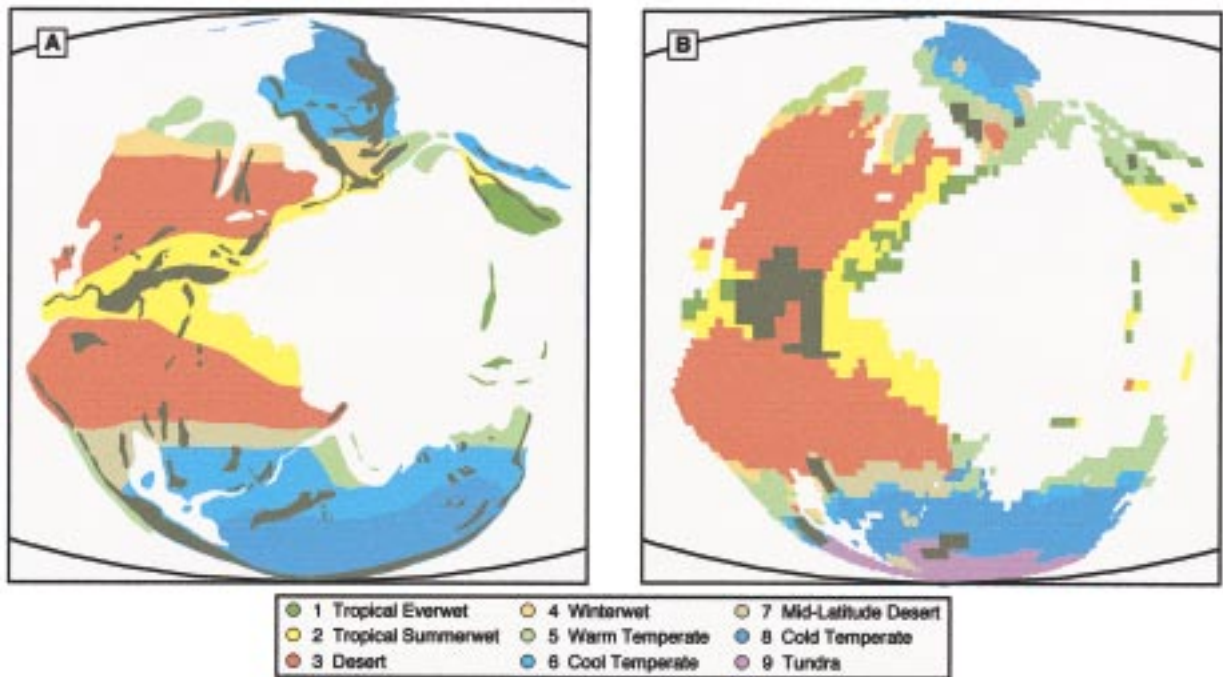 A
B
1 Tropical Everwet
2 Tropical Summerwet
3 Desert
4 Winterwet
5 Warm Temperate
6 Cool Temperate
7 Mid-Latitude Desert
8 Cold Temperate
9 Tundra